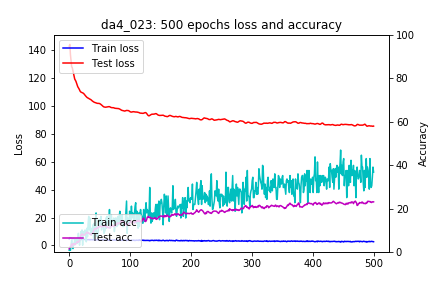 da4_023: 500 epochs loss and accuracy
Train loss
Test loss
Train acc
Test acc
Loss
Accuracy
140
120
100
80
60
40
20
0
100
80
60
40
20
0
0
100
200
300
400
500